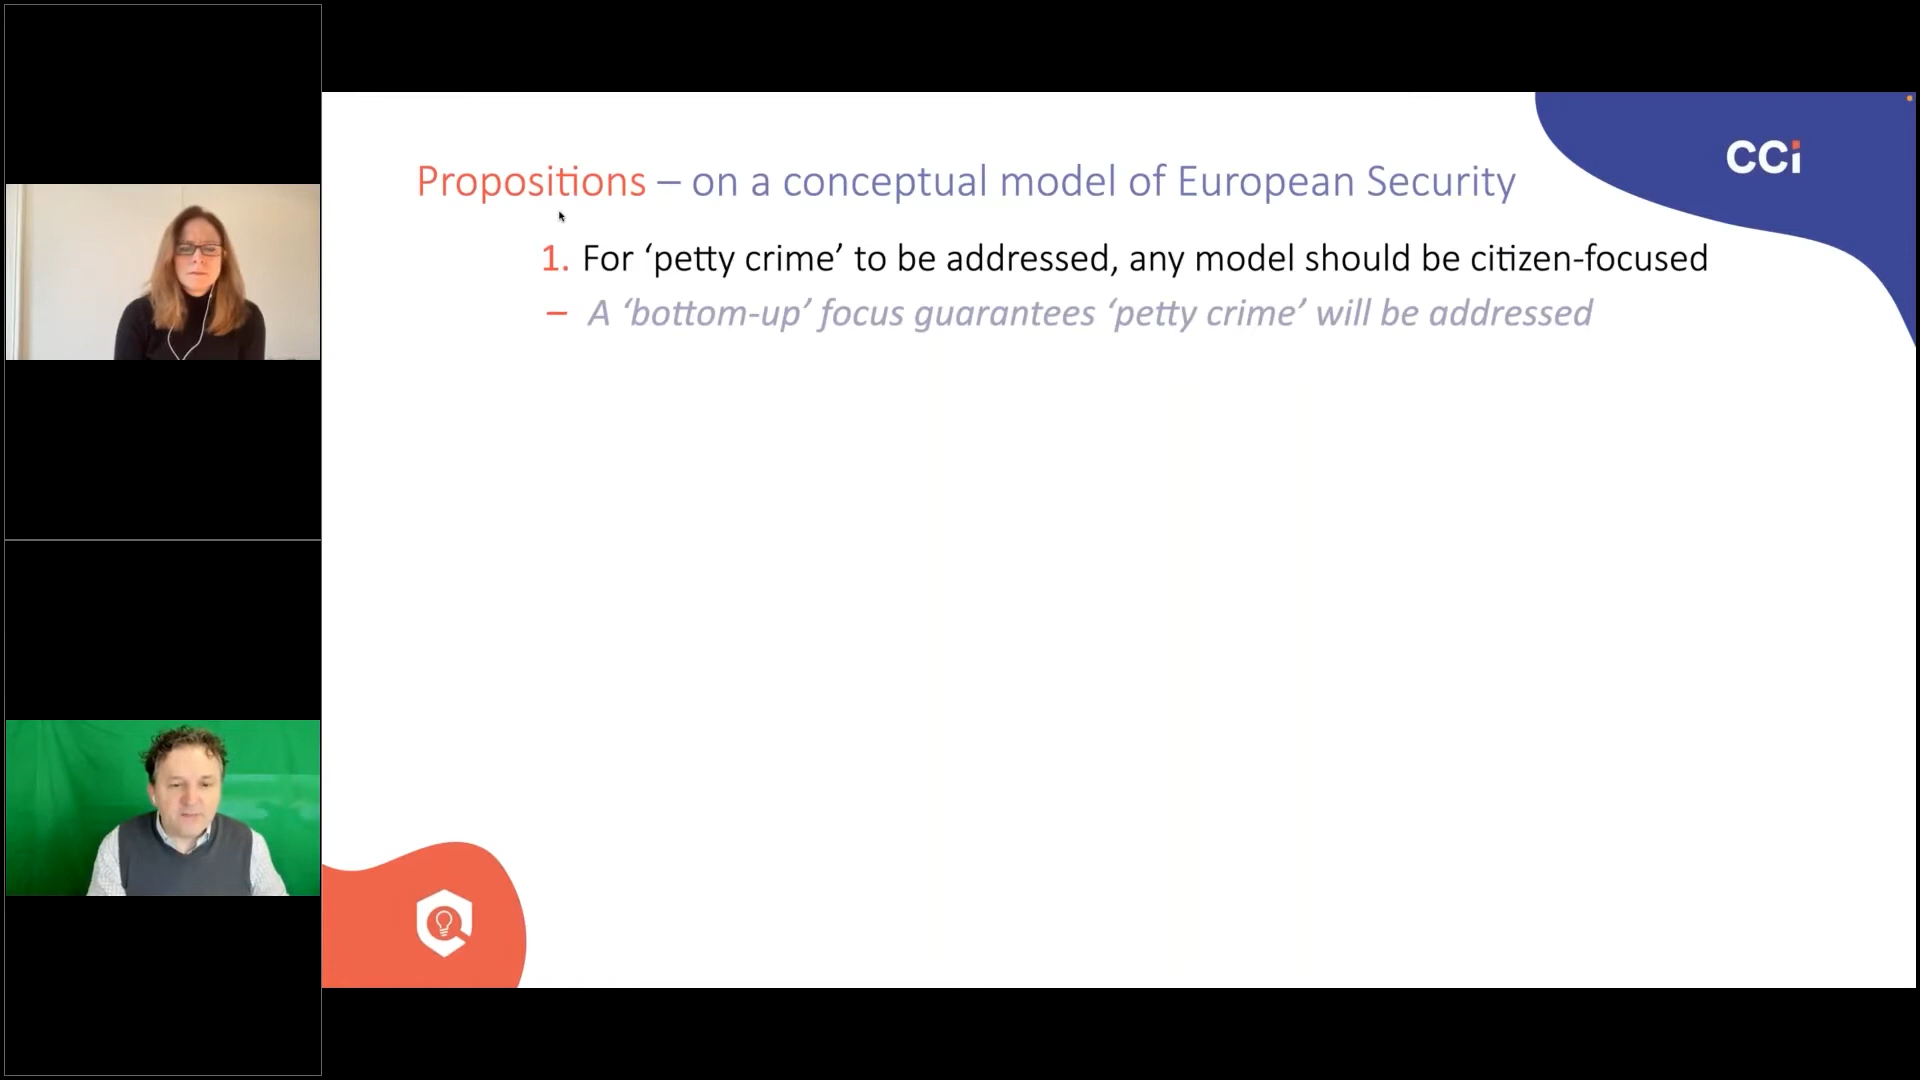 CCi
Propositions – on a conceptual model of European Security
1. For ‘petty crime’ to be addressed, any model should be citizen-focused
– A ‘bottom-up’ focus guarantees ‘petty crime’ will be addressed